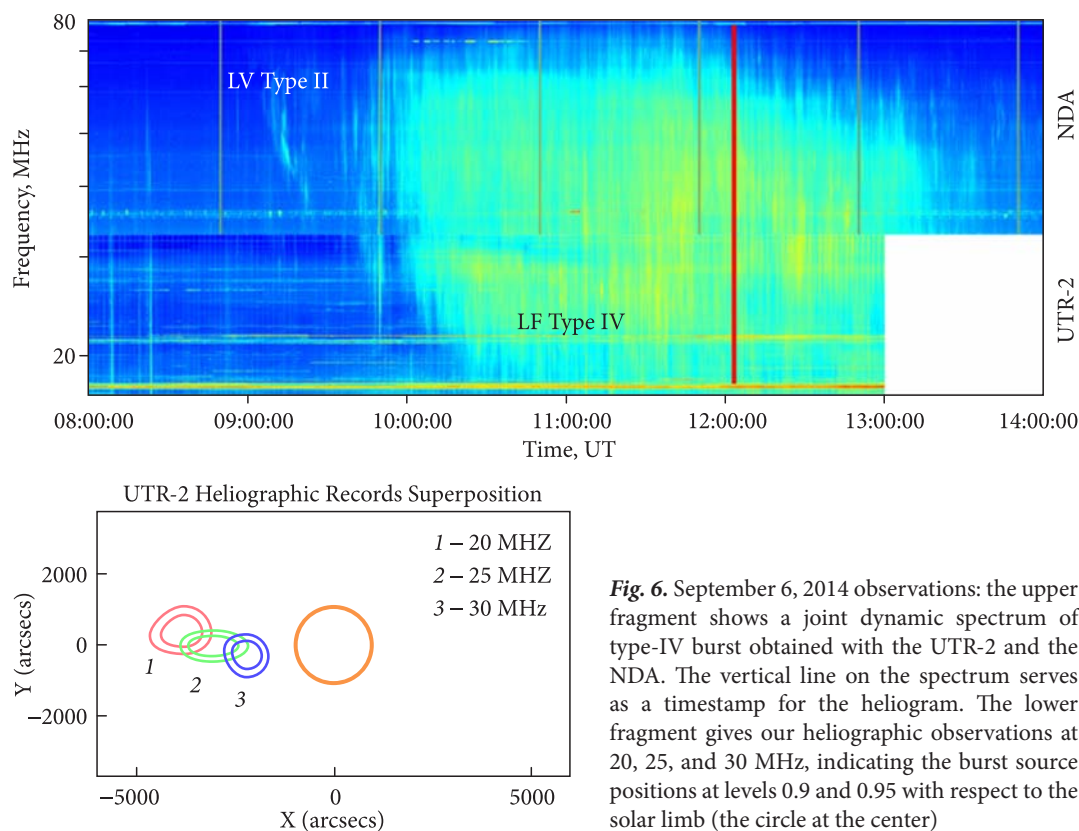 80
LV Type II
NDA
Frequency, MHz
LF Type IV
UTR-2
20
08:00:00 09:00:00 10:00:00 11:00:00 12:00:00 13:00:00 14:00:00
Time, UT
UTR-2 Heliographic Records Superposition
1 – 20 MHZ
2 – 25 MHZ
3 – 30 MHz
2000
0
−2000
Y (arcsecs)
1
2
3
−5000 0 5000
X (arcsecs)
Fig. 6. September 6, 2014 observations: the upper
fragment shows a joint dynamic spectrum of
type-IV burst obtained with the UTR-2 and the
NDA. The vertical line on the spectrum serves
as a timestamp for the heliogram. The lower
fragment gives our heliographic observations at
20, 25, and 30 MHz, indicating the burst source
positions at levels 0.9 and 0.95 with respect to the
solar limb (the circle at the center)